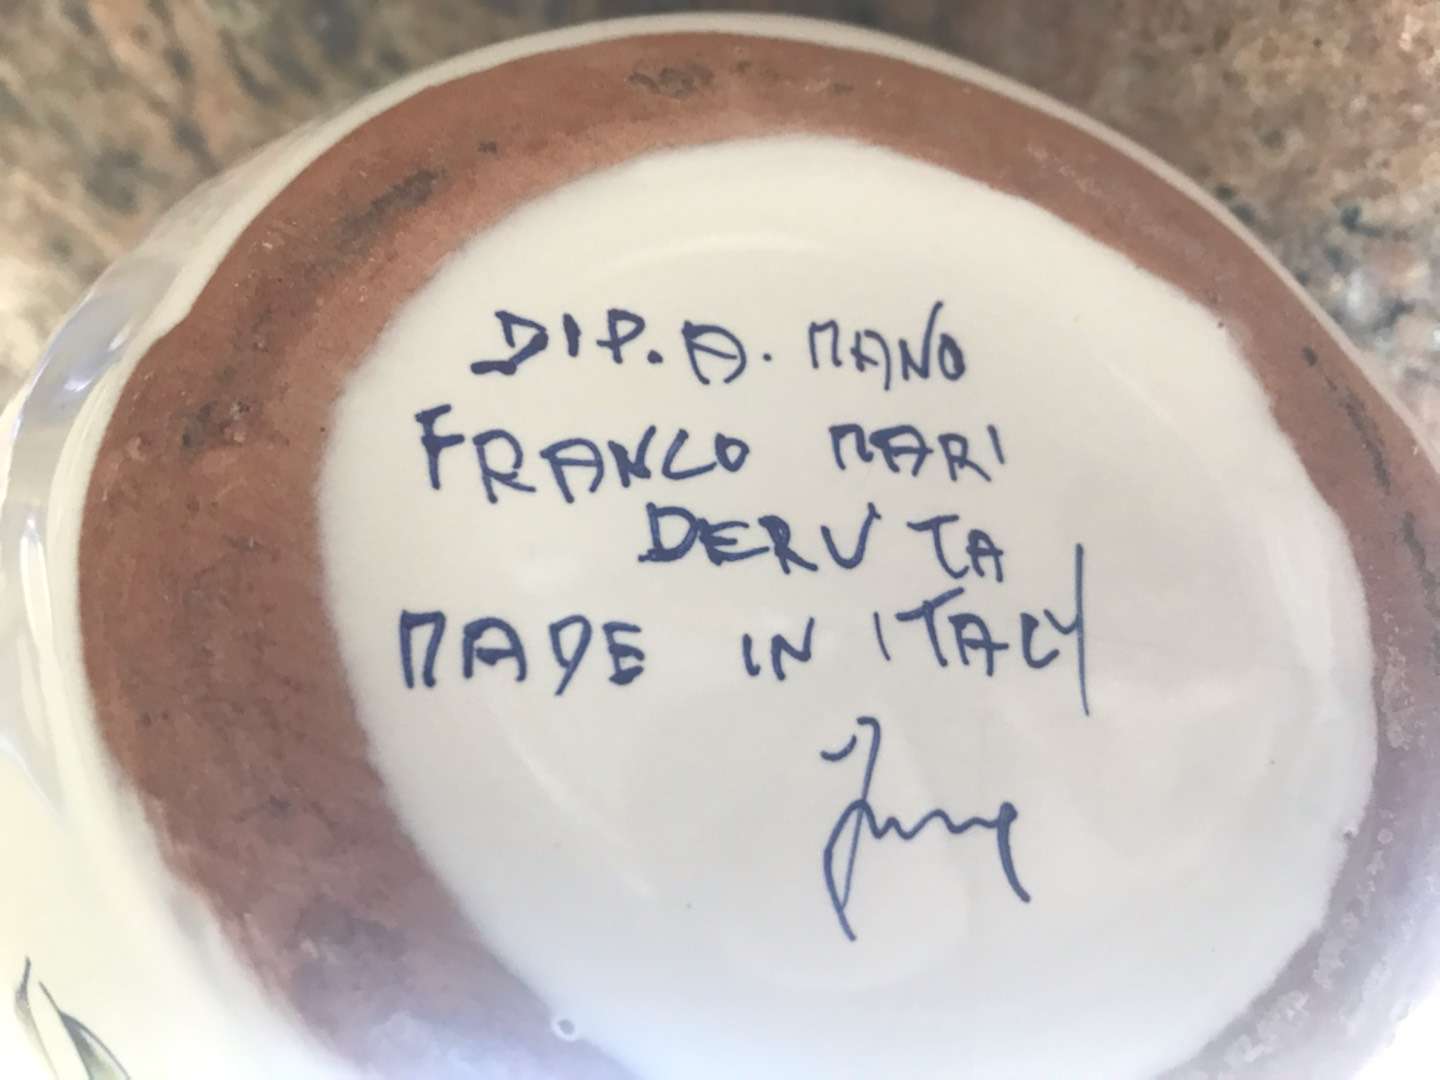 DIP. A. MANO
FRANCO MARI
DERUTA
MADE IN ITALY